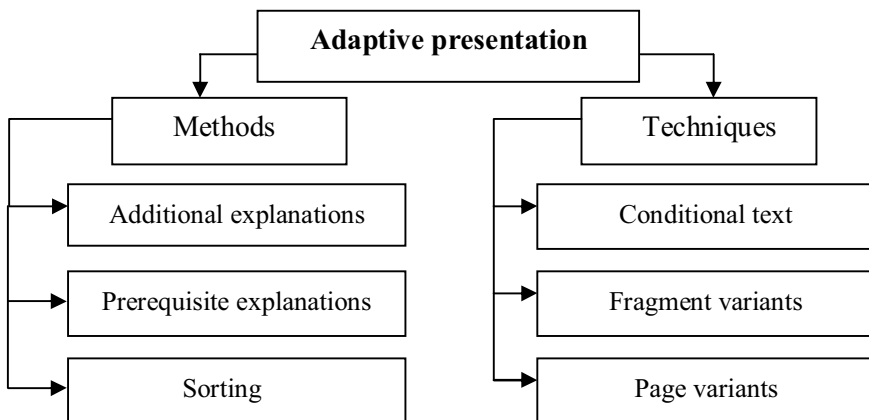 Adaptive presentation
Methods
Techniques
Additional explanations
Conditional text
Prerequisite explanations
Fragment variants
Sorting
Page variants